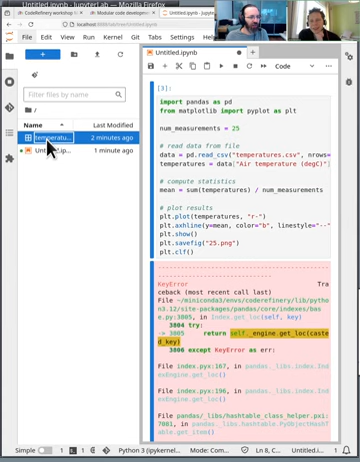 Untitled.ipynb - JupyterLab — Mozilla Firefox
CodeRefinery workshop
Modular code developmen
Untitled.ipynb - Jupyt
localhost:8888/lab/tree/Untitled.ipynb
File Edit View Run Kernel Tabs Settings
Untitled.ipynb
Code
Filter files by name
/
Name Last Modified
temperatu... 2 minutes ago
1 minute ago
[3]:
import pandas as pd
from matplotlib import pyplot as plt
num_measurements = 25
# read data from file
data = pd.read_csv("temperatures.csv", nrows=
temperatures = data["Air temperature (degC)"]
# compute statistics
mean = sum(temperatures) / num_measurements
# plot results
plt.plot(temperatures, "r-")
plt.axhline(y=mean, color="b", linestyle="--"
plt.show()
plt.savefig("25.png")
plt.clf()
KeyError Tra
ceback (most recent call last)
File ~/miniconda3/envs/coderefinery/lib/pytho
n3.12/site-packages/pandas/core/indexes/bas
e.py:3805, in Index.get_loc(self, key)
3804 try:
-> 3805 return self._engine.get_loc(caste
d_key)
3806 except KeyError as err:
File index.pyx:167, in pandas._libs.index.Ind
exEngine.get_loc()
File index.pyx:196, in pandas._libs.index.Ind
exEngine.get_loc()
File pandas/_libs/hashtable_class_helper.pxi:
7081, in pandas._libs.hashtable.PyObjectHashT
able.get_item()
Simple 1 1 Python 3 (ipykernel... Mode: Com... Ln 8, C... Untitled.i...